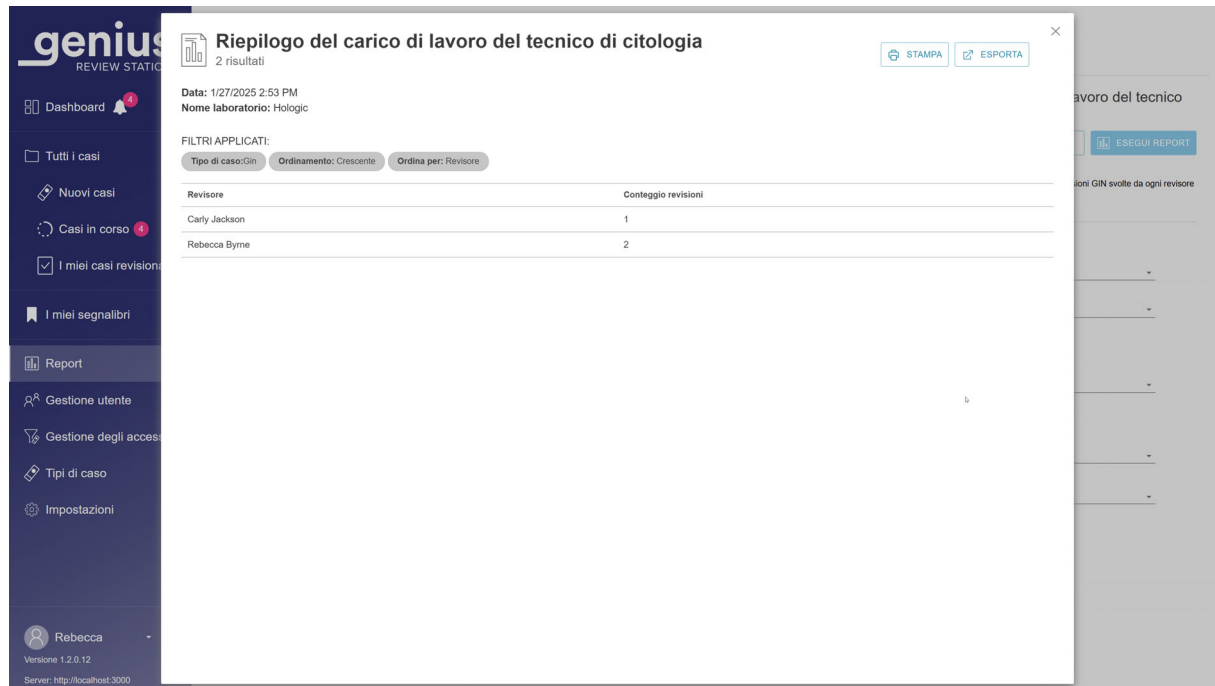 genius
REVIEW STATIO
Dashboard 4
Tutti i casi
Nuovi casi
Casi in corso 4
I miei casi revisiona
I miei segnalibri
Report
Gestione utente
Gestione degli access
Tipi di caso
Impostazioni
Rebecca
Versione 1.2.0.12
Server: http://localhost:3000
Riepilogo del carico di lavoro del tecnico di citologia
2 risultati
STAMPA
ESPORTA
Data: 1/27/2025 2:53 PM
Nome laboratorio: Hologic
FILTRI APPLICATI:
Tipo di caso:Gin Ordinamento: Crescente Ordina per: Revisore
Revisore Conteggio revisioni
Carly Jackson 1
Rebecca Byrne 2
avoro del tecnico
ESEGUI REPORT
ioni GIN svolte da ogni revisore